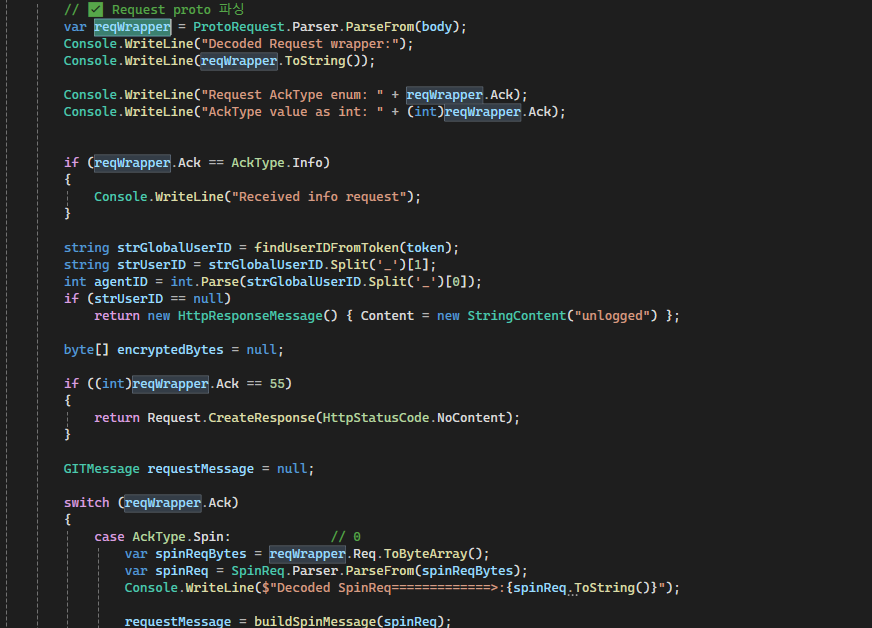 // ✅ Request proto 파싱
var reqWrapper = ProtoRequest.Parser.ParseFrom(body);
Console.WriteLine("Decoded Request wrapper:");
Console.WriteLine(reqWrapper.ToString());
Console.WriteLine("Request AckType enum: " + reqWrapper.Ack);
Console.WriteLine("AckType value as int: " + (int)reqWrapper.Ack);
if (reqWrapper.Ack == AckType.Info)
{
Console.WriteLine("Received info request");
}
string strGlobalUserID = findUserIDFromToken(token);
string strUserID = strGlobalUserID.Split('_')[1];
int agentID = int.Parse(strGlobalUserID.Split('_')[0]);
if (strUserID == null)
return new HttpResponseMessage() { Content = new StringContent("unlogged") };
byte[] encryptedBytes = null;
if ((int)reqWrapper.Ack == 55)
{
return Request.CreateResponse(HttpStatusCode.NoContent);
}
GITMessage requestMessage = null;
switch (reqWrapper.Ack)
{
case AckType.Spin: // 0
var spinReqBytes = reqWrapper.Req.ToByteArray();
var spinReq = SpinReq.Parser.ParseFrom(spinReqBytes);
Console.WriteLine($"Decoded SpinReq=============>:{spinReq.ToString()}");
requestMessage = buildSpinMessage(spinReq);